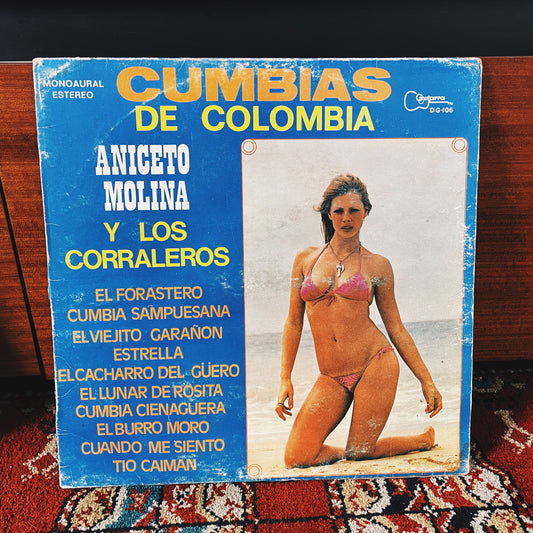 MONOAURAL
ESTEREO
CUMBIAS
DE COLOMBIA
Guitarra
DG-106
ANICETO
MOLINA
Y LOS
CORRALEROS
EL FORASTERO
CUMBIA SAMPUESANA
EL VIEJITO GARAÑON
ESTRELLA
EL CACHARRO DEL GÜERO
EL LUNAR DE ROSITA
CUMBIA CIENAGUERA
EL BURRO MORO
CUANDO ME SIENTO
TIO CAIMAN